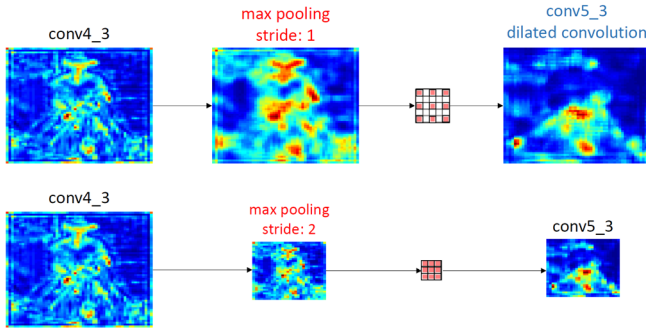 conv4_3
max pooling
stride: 1
conv5_3
dilated convolution
conv4_3
max pooling
stride: 2
conv5_3